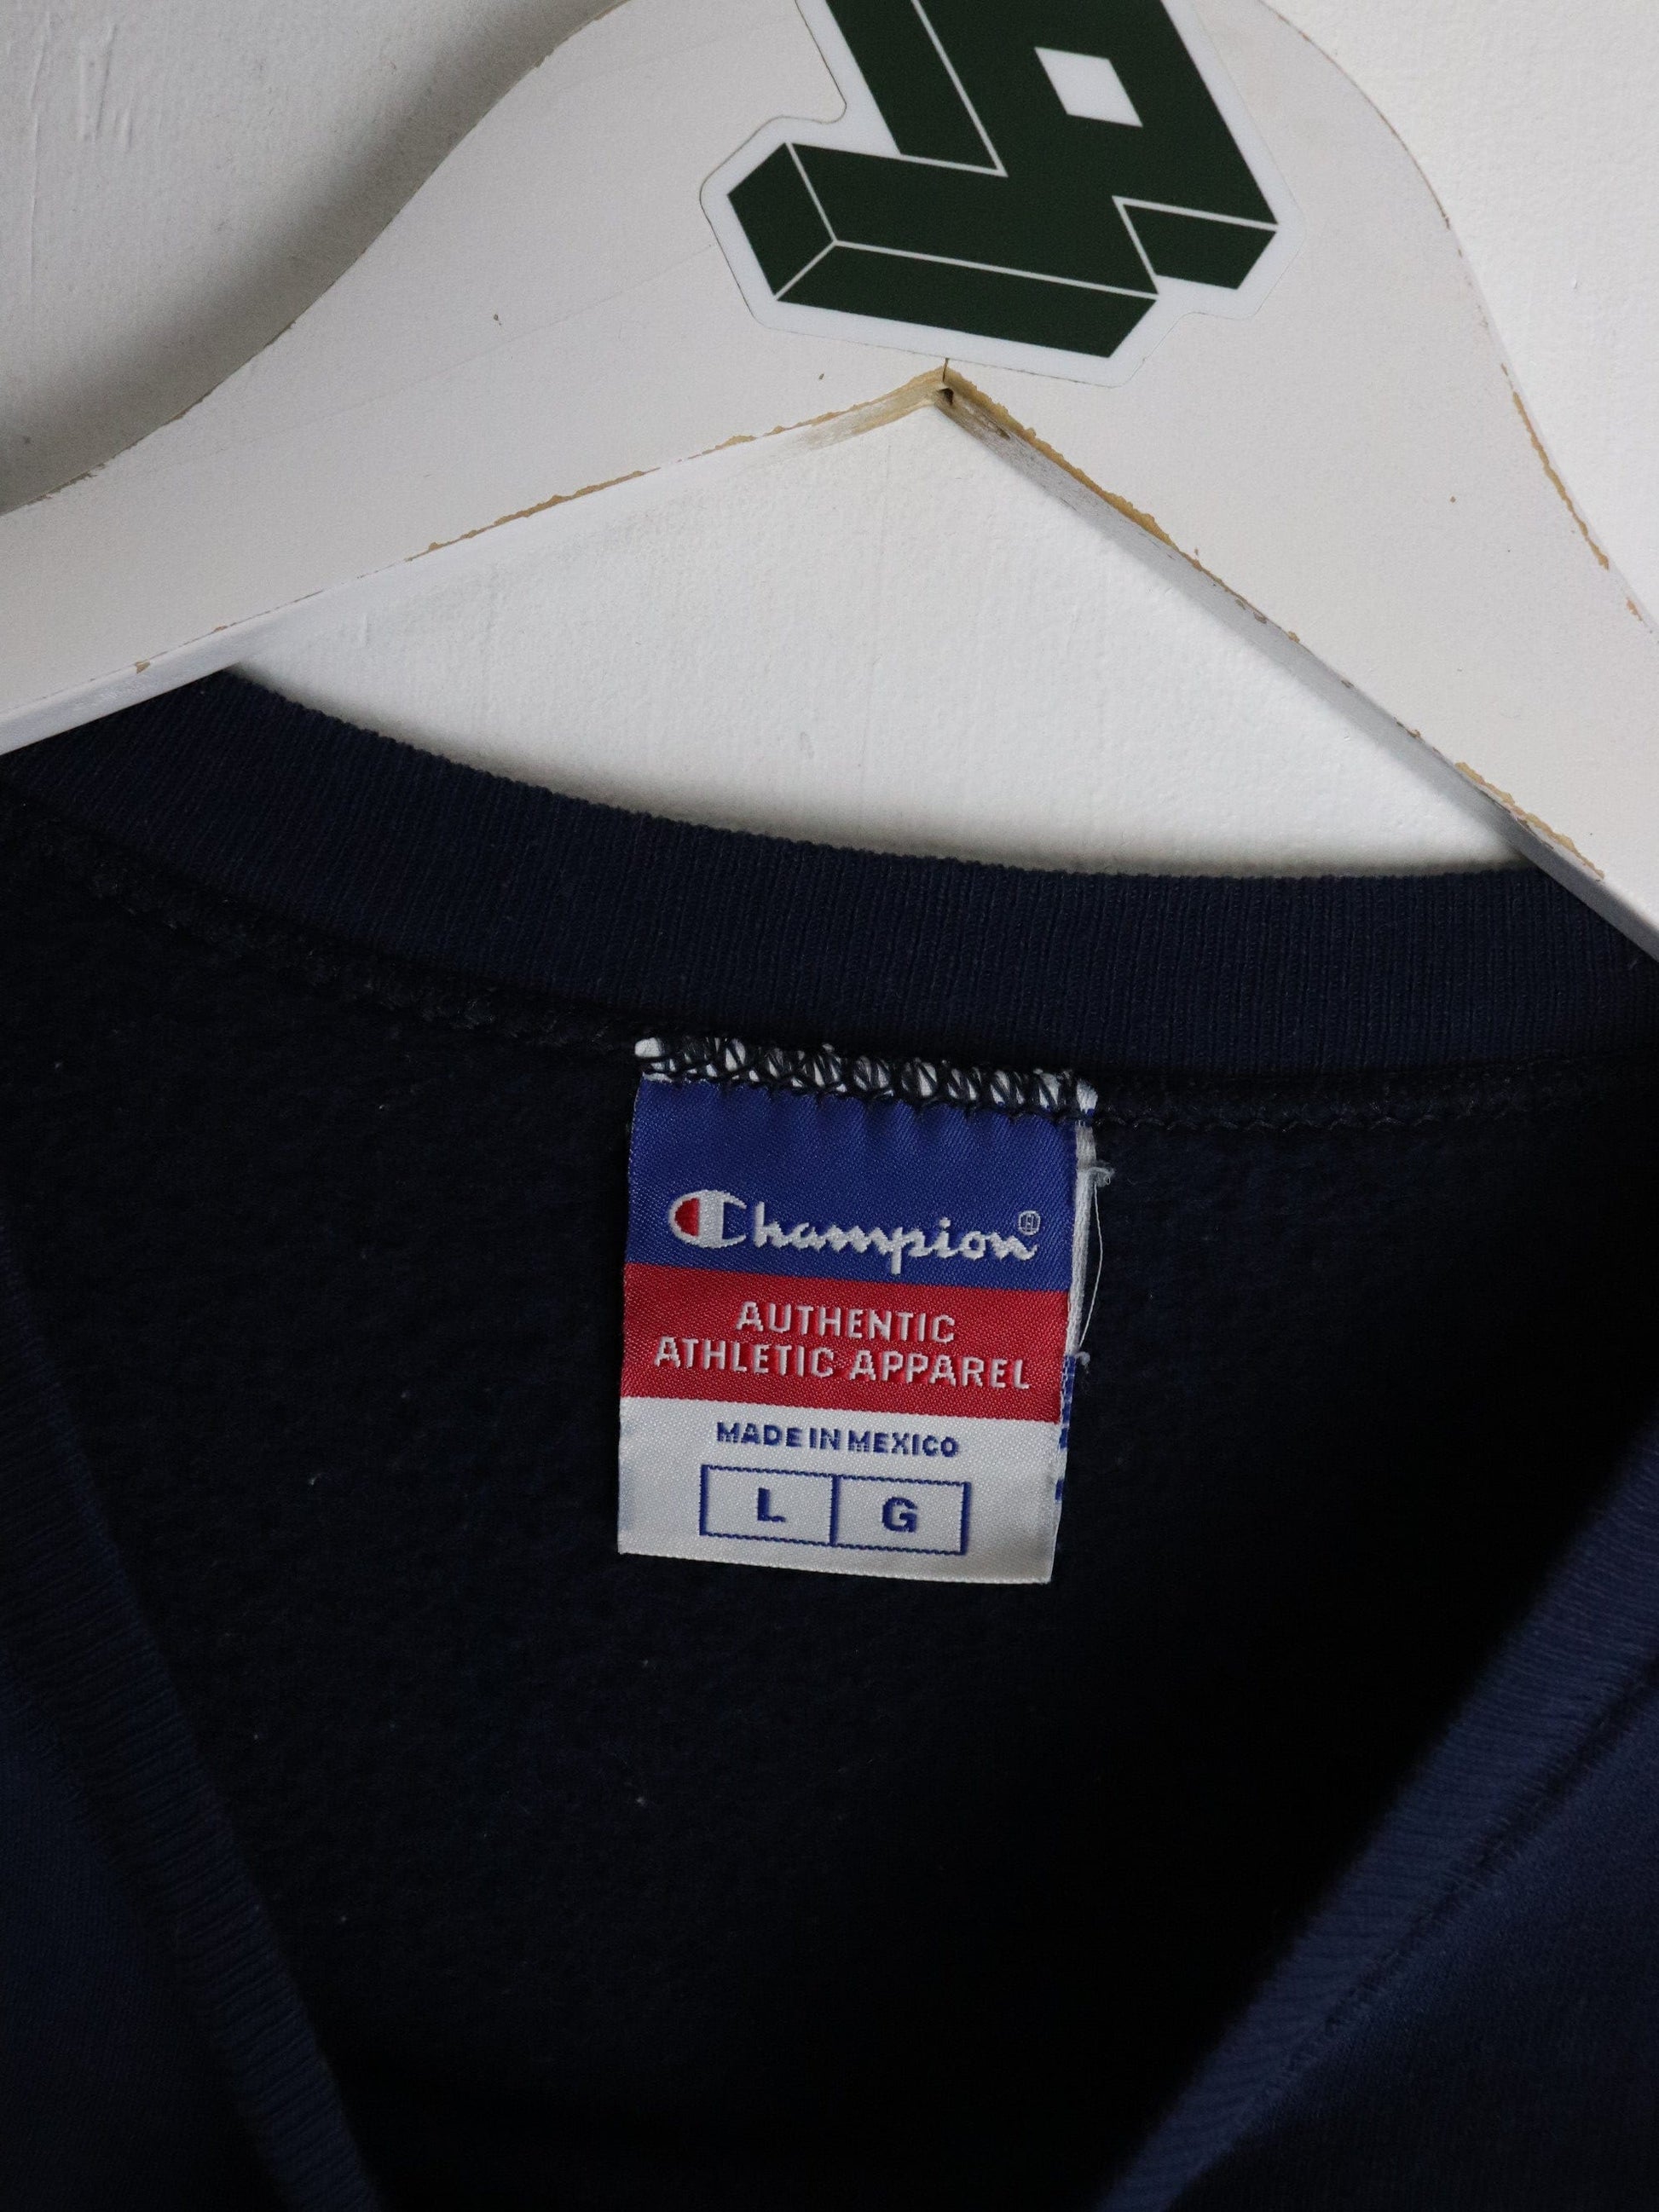 Champion®
AUTHENTIC
ATHLETIC APPAREL
MADE IN MEXICO
L G